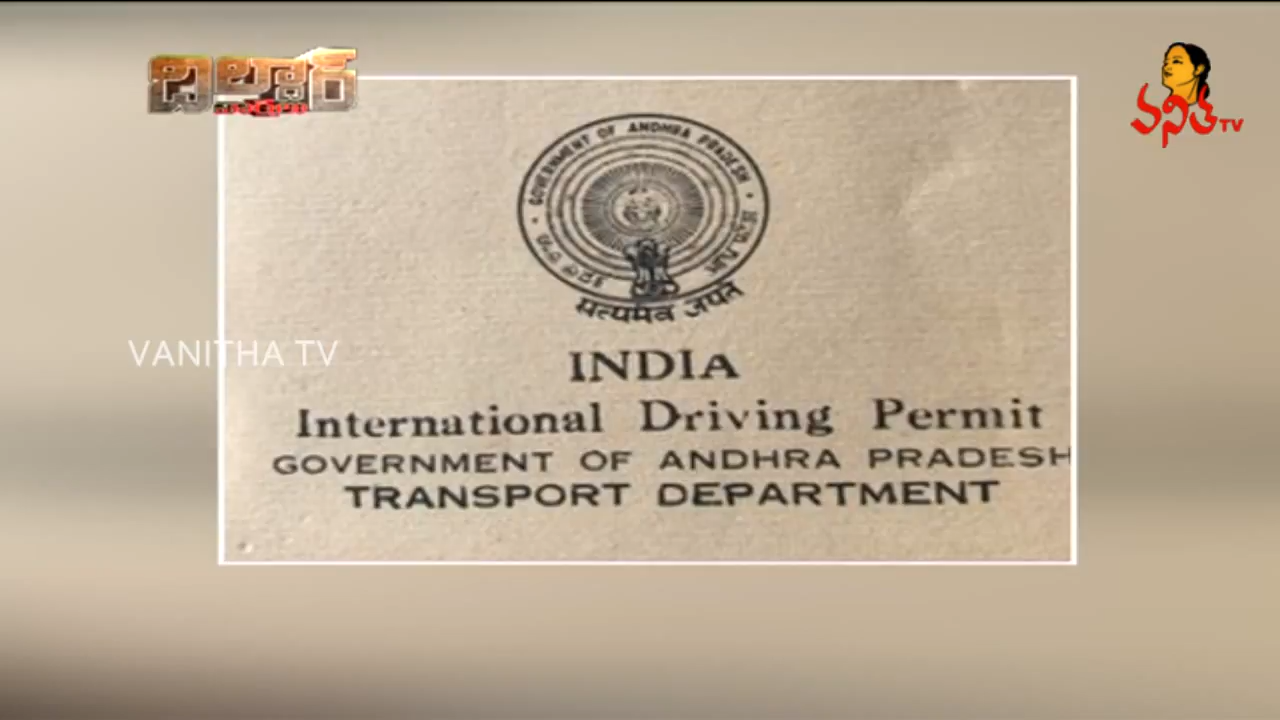 వనిత TV
GOVERNMENT OF ANDHRA PRADESH
सत्यमेव जयते
VANITHA TV
INDIA
International Driving Permit
GOVERNMENT OF ANDHRA PRADESH
TRANSPORT DEPARTMENT